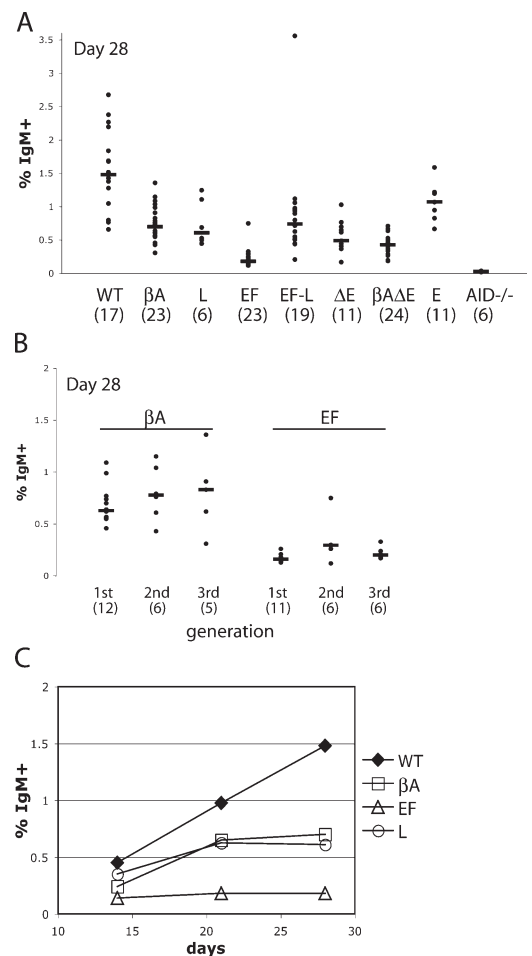 A
Day 28
3.5
3
2.5
2
1.5
1
0.5
0
% IgM+
WT βA L EF EF-L ΔE βAΔE E AID-/-
(17) (23) (6) (23) (19) (11) (24) (11) (6)
B
Day 28
2
1.5
1
0.5
0
% IgM+
βA EF
1st 2nd 3rd 1st 2nd 3rd
(12) (6) (5) (11) (6) (6)
generation
C
2
1.5
1
0.5
0
% IgM+
10 15 20 25 30
days
WT
βA
EF
L